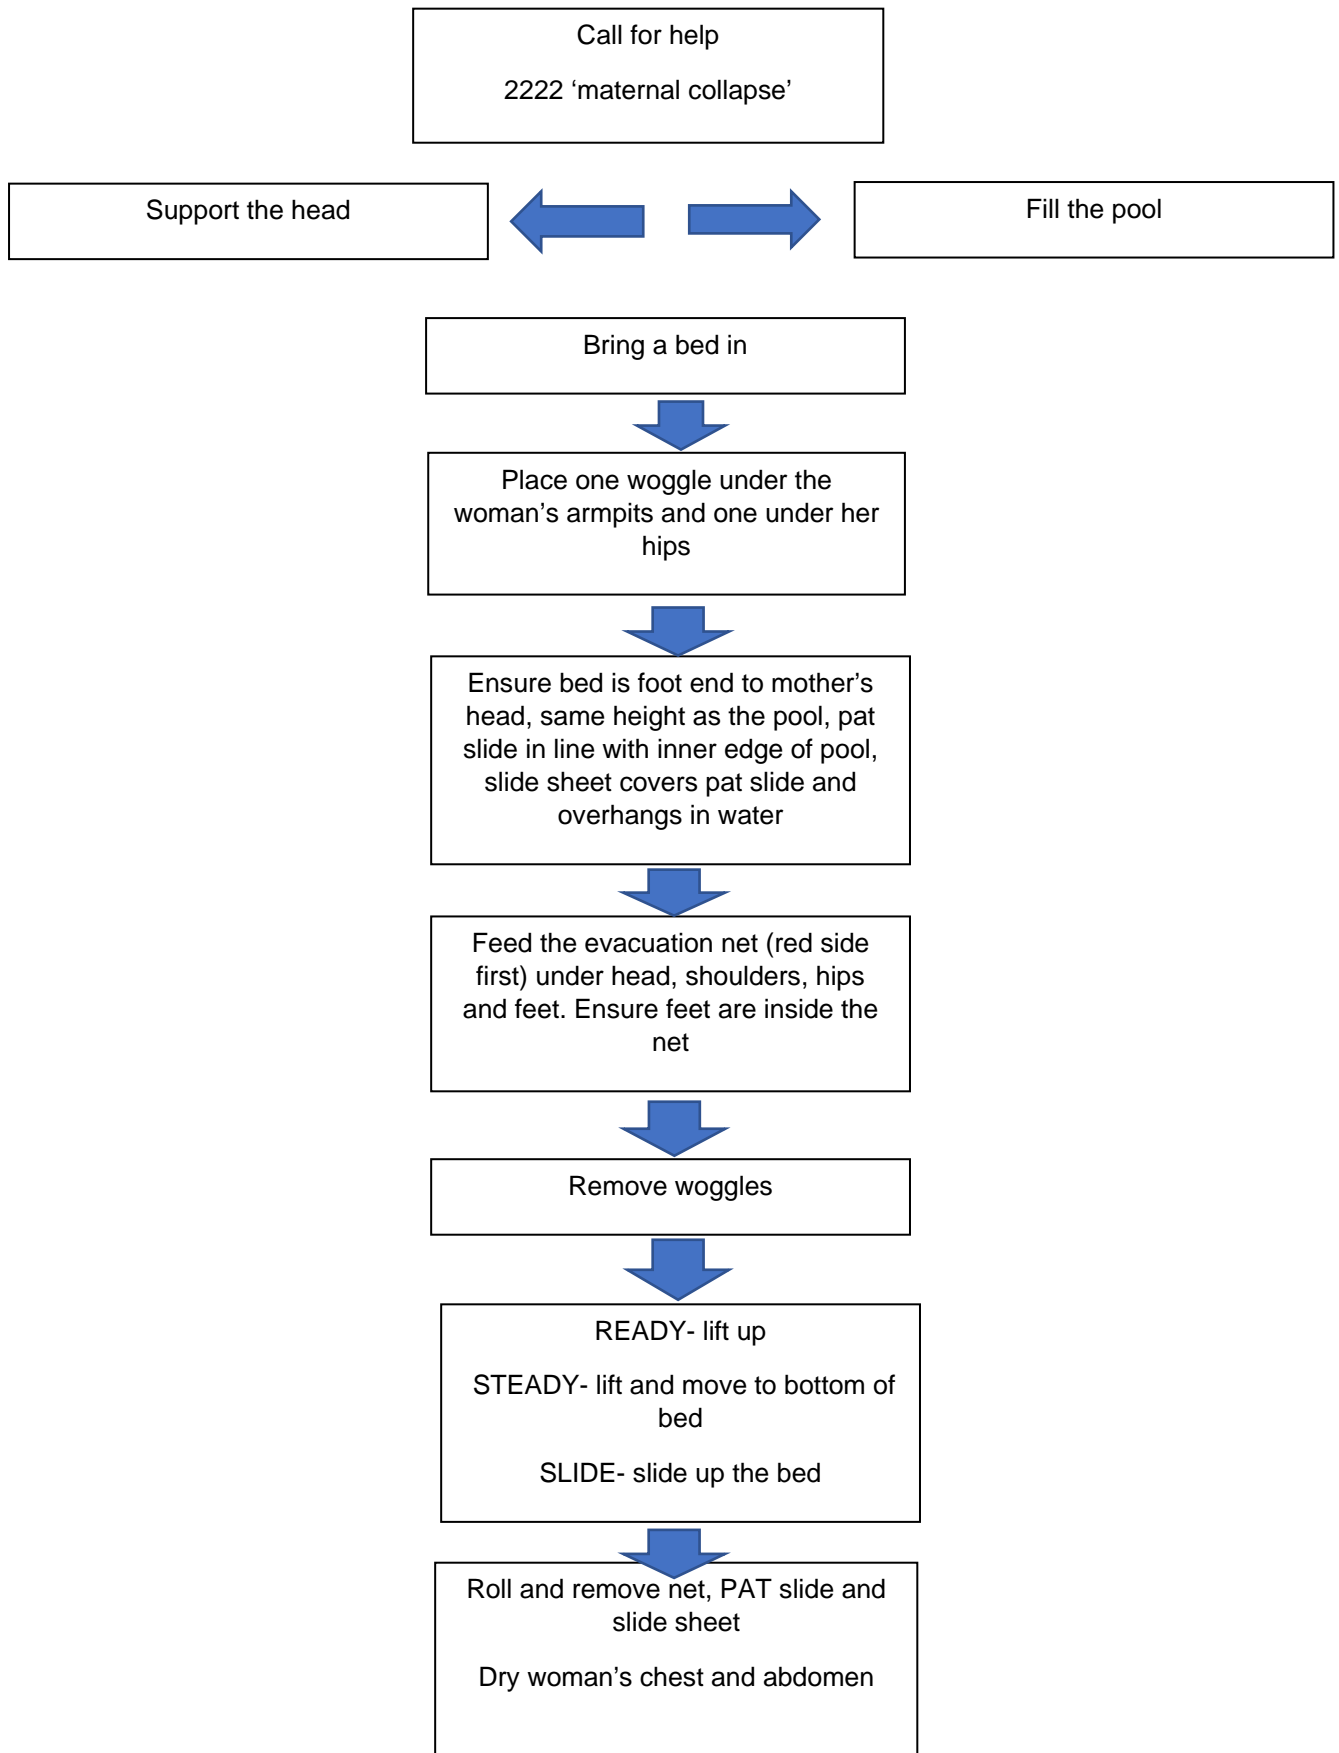 Call for help
2222 ‘maternal collapse’
Support the head
Fill the pool
Bring a bed in
Place one woggle under the
woman’s armpits and one under her
hips
Ensure bed is foot end to mother’s
head, same height as the pool, pat
slide in line with inner edge of pool,
slide sheet covers pat slide and
overhangs in water
Feed the evacuation net (red side
first) under head, shoulders, hips
and feet. Ensure feet are inside the
net
Remove woggles
READY- lift up
STEADY- lift and move to bottom of
bed
SLIDE- slide up the bed
Roll and remove net, PAT slide and
slide sheet
Dry woman’s chest and abdomen